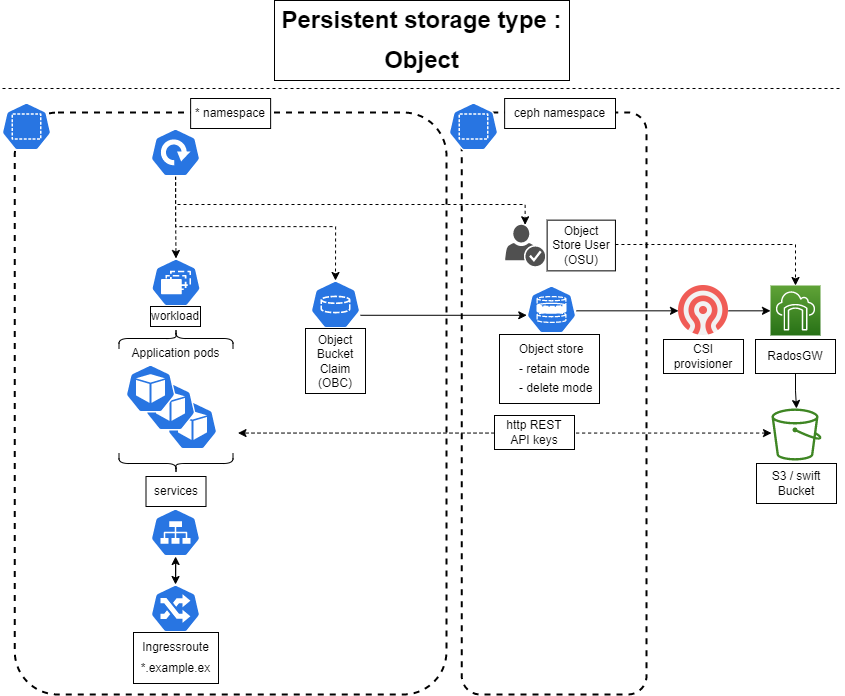 Persistent storage type :
Object
* namespace
ceph namespace
Object
Store User
(OSU)
workload
Application pods
Object
Bucket
Claim
(OBC)
Object store
- retain mode
- delete mode
CSI
provisioner
RadosGW
http REST
API keys
S3 / swift
Bucket
services
Ingressroute
*.example.ex